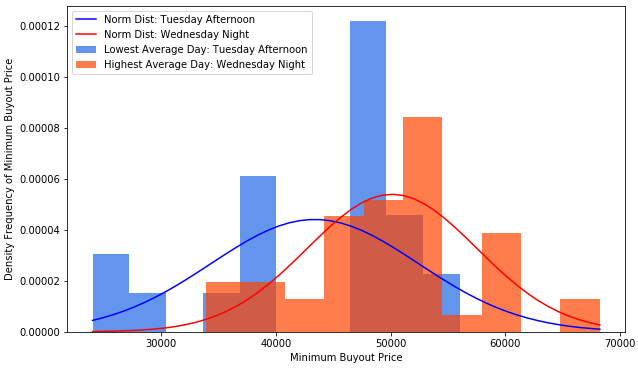 Norm Dist: Tuesday Afternoon
Norm Dist: Wednesday Night
Lowest Average Day: Tuesday Afternoon
Highest Average Day: Wednesday Night
Density Frequency of Minimum Buyout Price
0.00012
0.00010
0.00008
0.00006
0.00004
0.00002
0.00000
30000 40000 50000 60000 70000
Minimum Buyout Price